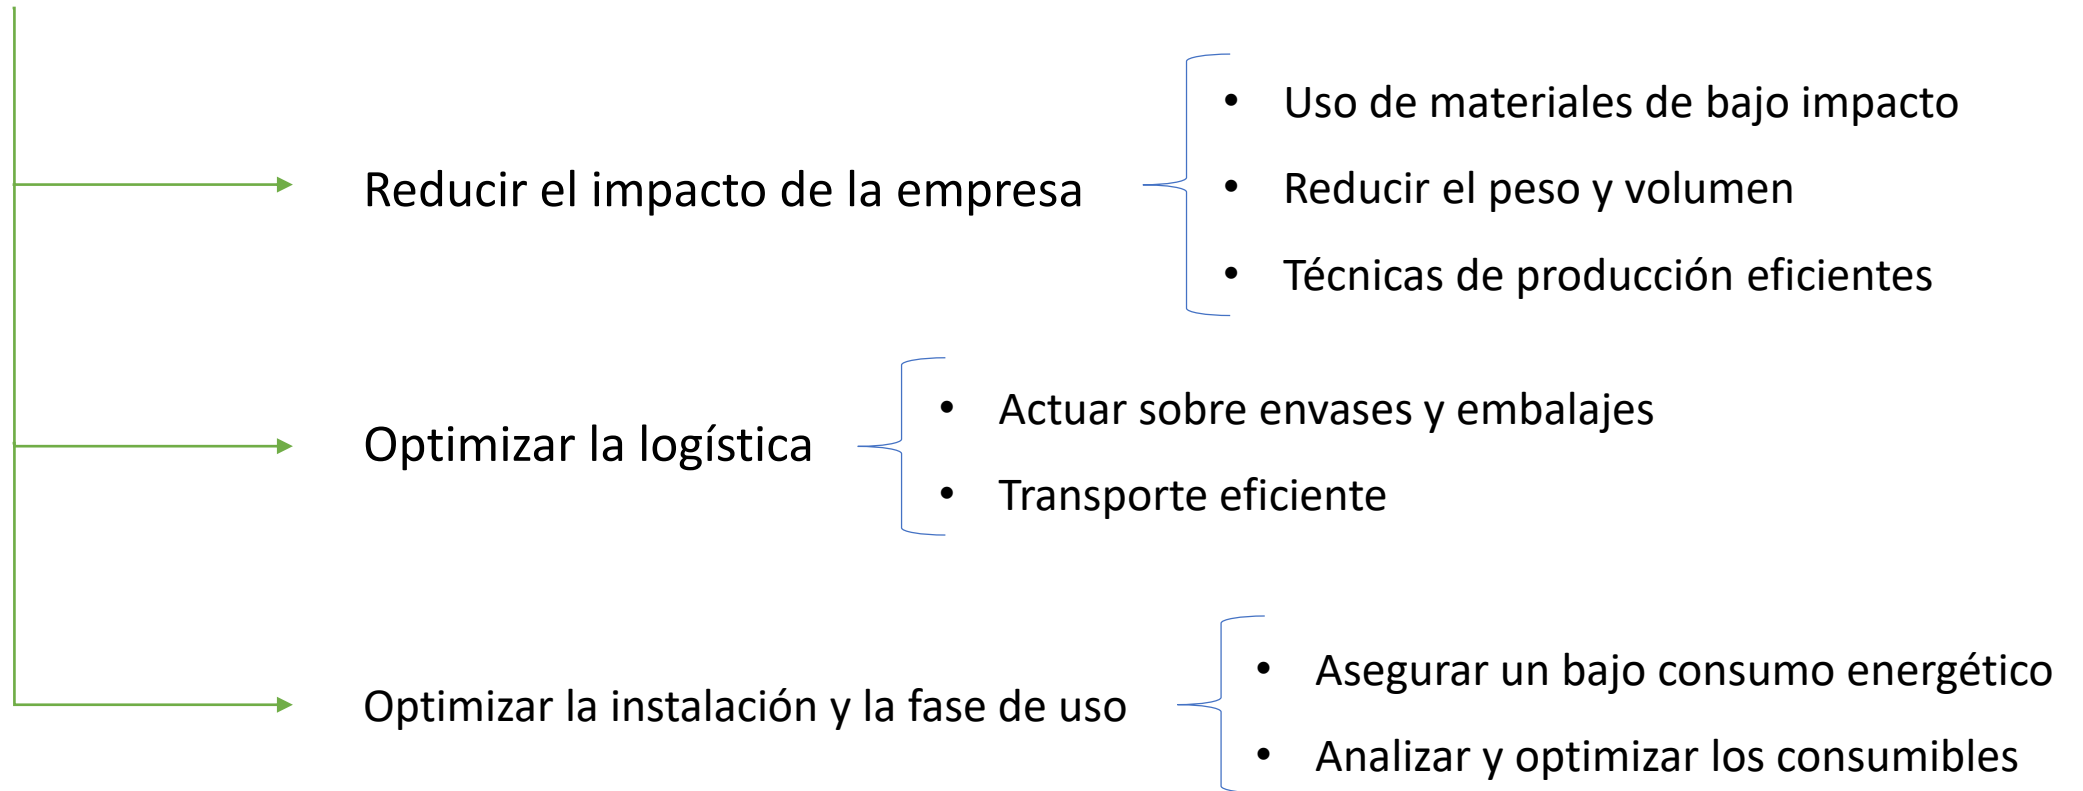 Reducir el impacto de la empresa
• Uso de materiales de bajo impacto
• Reducir el peso y volumen
• Técnicas de producción eficientes
Optimizar la logística
• Actuar sobre envases y embalajes
• Transporte eficiente
Optimizar la instalación y la fase de uso
• Asegurar un bajo consumo energético
• Analizar y optimizar los consumibles